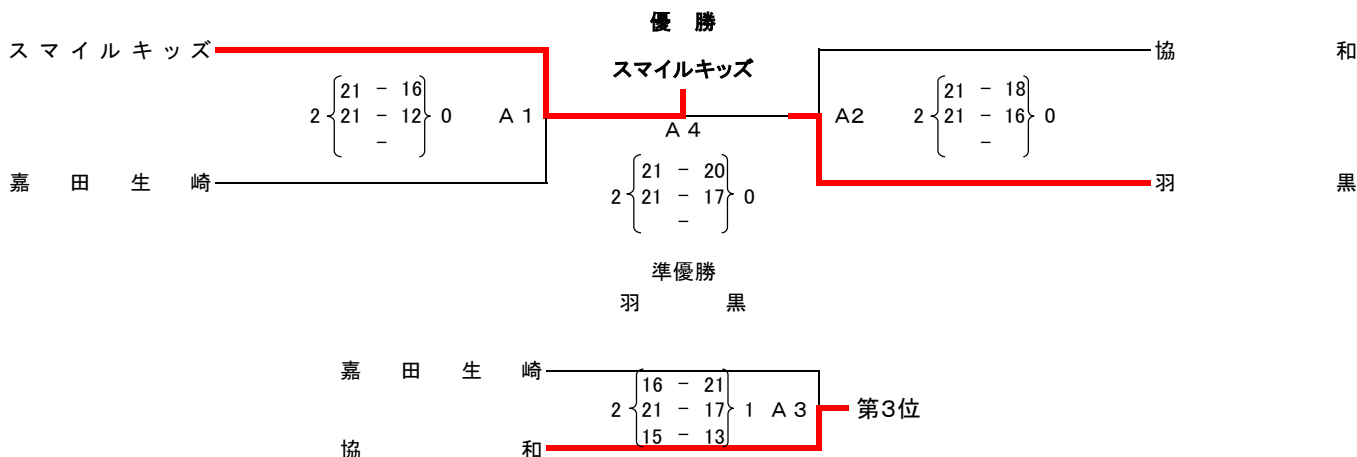 優 勝
スマイルキッズ
スマイルキッズ
協 和
21 - 16
2 21 - 12 0
-
A 1
A 4
A2
21 - 18
2 21 - 16 0
-
嘉 田 生 崎
羽 黒
21 - 20
2 21 - 17 0
-
準優勝
羽 黒
嘉 田 生 崎
16 - 21
2 21 - 17 1
15 - 13
A 3
第3位
協 和